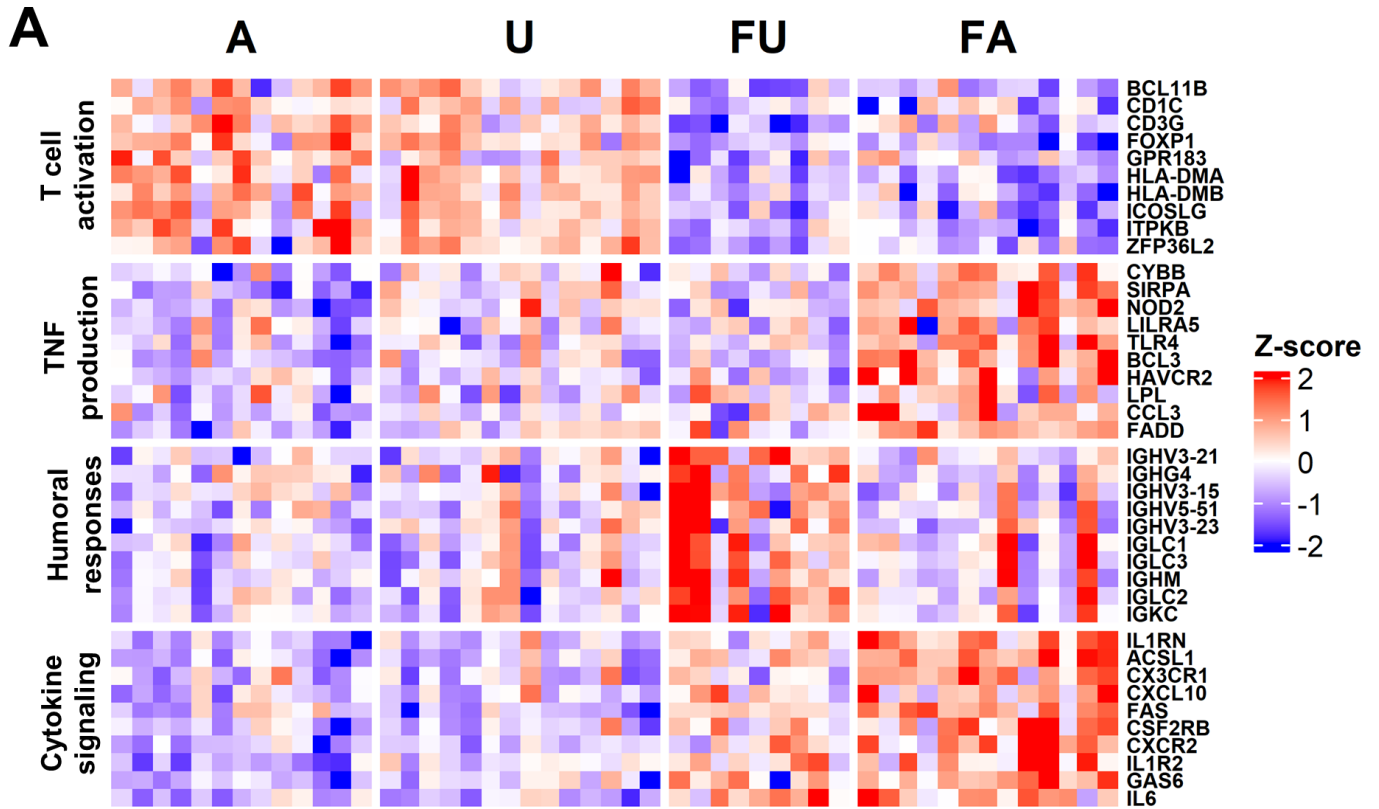 A
A U FU FA
T cell
activation
BCL11B
CD1C
CD3G
FOXP1
GPR183
HLA-DMA
HLA-DMB
ICOSLG
ITPKB
ZFP36L2
TNF
production
CYBB
SIRPA
NOD2
LILRA5
TLR4
BCL3
HAVCR2
LPL
CCL3
FADD
Humoral
responses
IGHV3-21
IGHG4
IGHV3-15
IGHV5-51
IGHV3-23
IGLC1
IGLC3
IGHM
IGLC2
IGKC
Cytokine
signaling
IL1RN
ACSL1
CX3CR1
CXCL10
FAS
CSF2RB
CXCR2
IL1R2
GAS6
IL6
Z-score
2
1
0
-1
-2